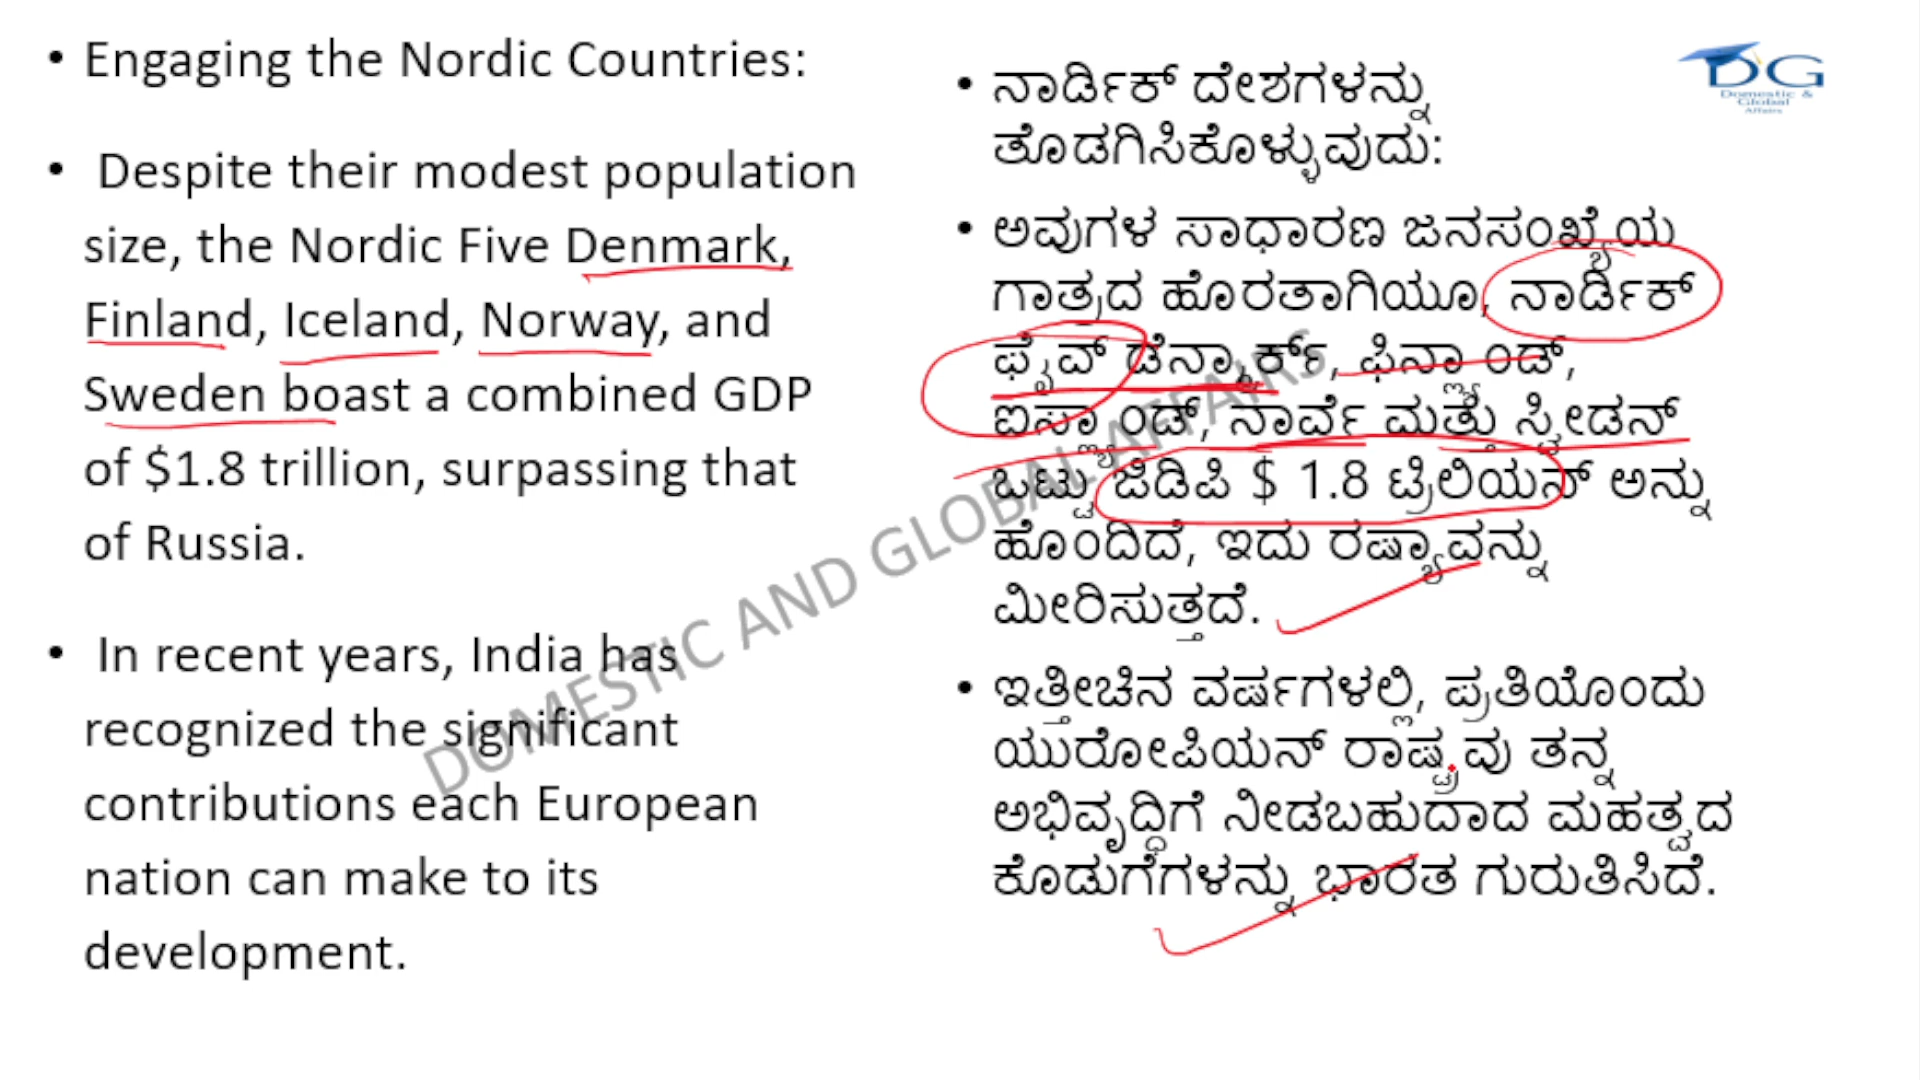 • Engaging the Nordic Countries:
• Despite their modest population
size, the Nordic Five Denmark,
Finland, Iceland, Norway, and
Sweden boast a combined GDP
of $1.8 trillion, surpassing that
of Russia.
• In recent years, India has
recognized the significant
contributions each European
nation can make to its
development.
• ನಾರ್ಡಿಕ್ ದೇಶಗಳನ್ನು
ತೊಡಗಿಸಿಕೊಳ್ಳುವುದು:
• ಅವುಗಳ ಸಾಧಾರಣ ಜನಸಂಖ್ಯೆಯ
ಗಾತ್ರದ ಹೊರತಾಗಿಯೂ, ನಾರ್ಡಿಕ್
ಫೈವ್ ಡೆನ್ಮಾರ್ಕ್, ಫಿನ್ಲ್ಯಾಂಡ್,
ಐಸ್ಲ್ಯಾಂಡ್, ನಾರ್ವೆ ಮತ್ತು ಸ್ವೀಡನ್
ಒಟ್ಟು ಜಿಡಿಪಿ $ 1.8 ಟ್ರಿಲಿಯನ್ ಅನ್ನು
ಹೊಂದಿದೆ, ಇದು ರಷ್ಯಾವನ್ನು
ಮೀರಿಸುತ್ತದೆ.
• ಇತ್ತೀಚಿನ ವರ್ಷಗಳಲ್ಲಿ, ಪ್ರತಿಯೊಂದು
ಯುರೋಪಿಯನ್ ರಾಷ್ಟ್ರವು ತನ್ನ
ಅಭಿವೃದ್ಧಿಗೆ ನೀಡಬಹುದಾದ ಮಹತ್ವದ
ಕೊಡುಗೆಗಳನ್ನು ಭಾರತ ಗುರುತಿಸಿದೆ.
DOMESTIC AND GLOBAL AFFAIRS
DG
Domestic &
Global
Affairs